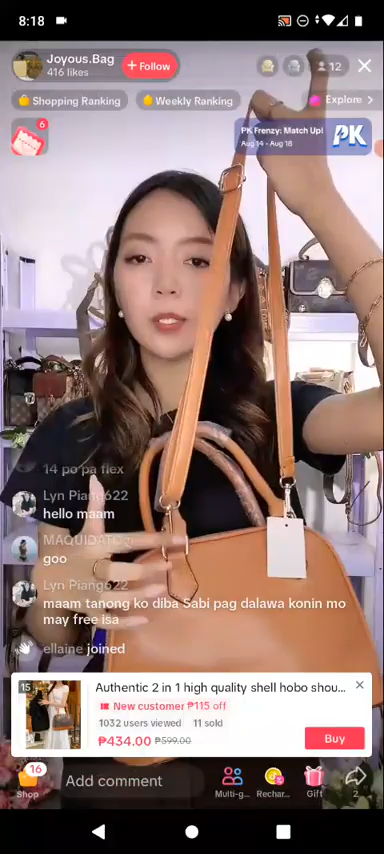 8:18
Joyous.Bag
416 likes
+ Follow
12
Shopping Ranking
Weekly Ranking
Explore >
6
PK Frenzy: Match Up!
Aug 14 - Aug 18
PK
14 po pa flex
Lyn Piang622
hello maam
goo
Lyn Piang622
maam tanong ko diba Sabi pag dalawa konin mo
may free isa
ellaine joined
15
Authentic 2 in 1 high quality shell hobo shou...
New customer ₱115 off
1032 users viewed
11 sold
₱434.00
₱599.00
Buy
16
Shop
Add comment
Multi-g...
Rechar...
Gift
2